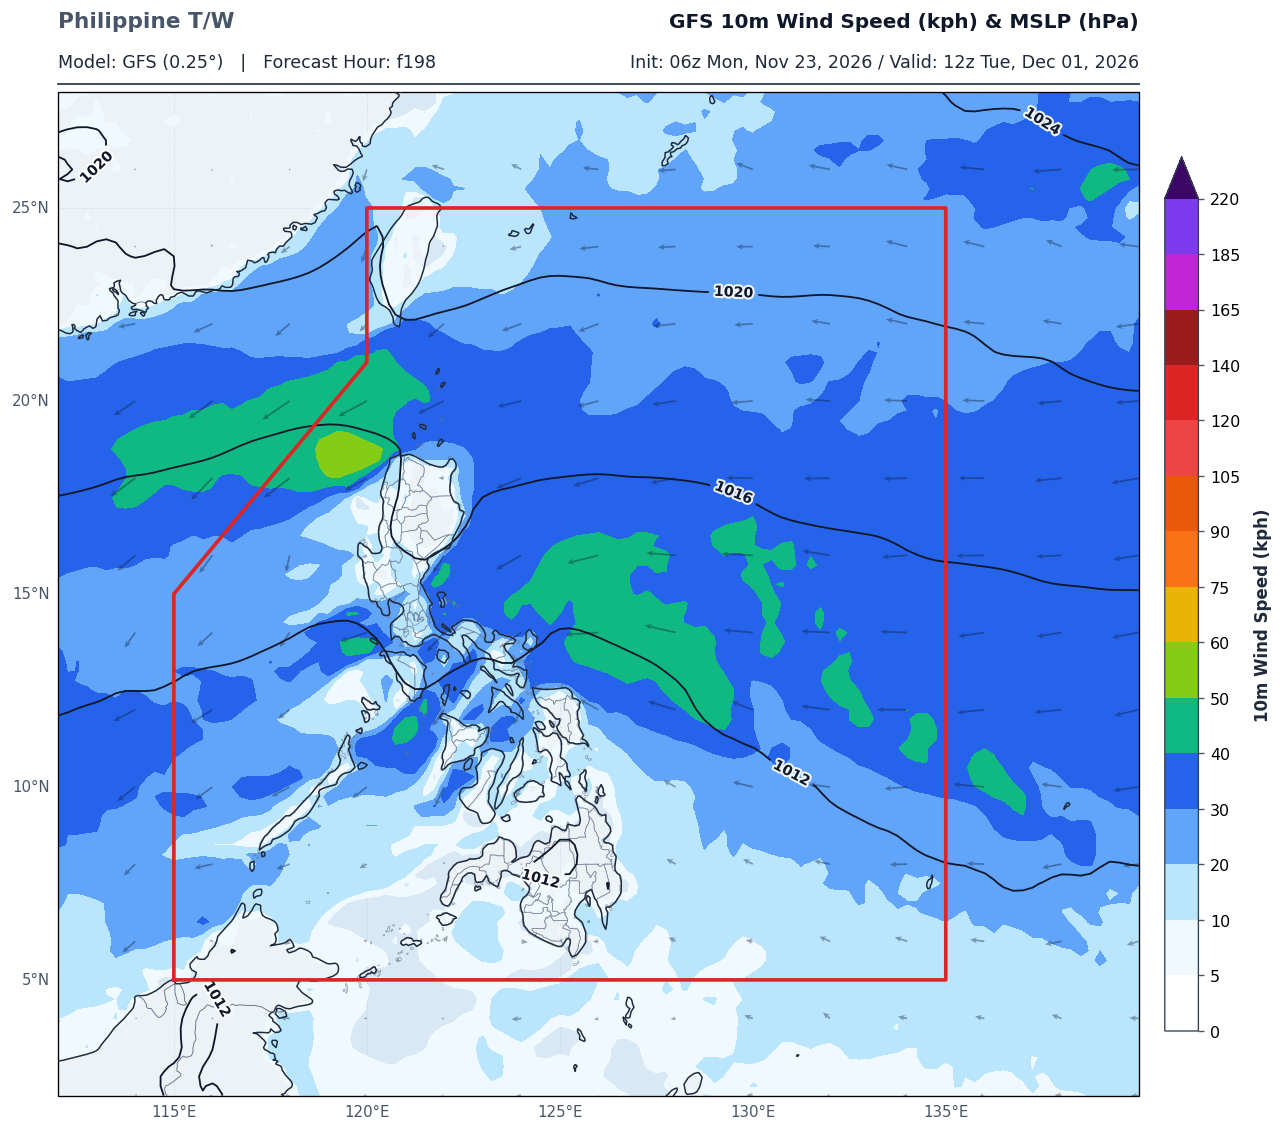 Philippine T/W
GFS 10m Wind Speed (kph) & MSLP (hPa)
Model: GFS (0.25°)   |   Forecast Hour: f198
Init: 06z Mon, Nov 23, 2026 / Valid: 12z Tue, Dec 01, 2026
1024
1020
1020
1016
1012
1012
1012
25°N
20°N
15°N
10°N
5°N
115°E
120°E
125°E
130°E
135°E
220
185
165
140
120
105
90
75
60
50
40
30
20
10
5
0
10m Wind Speed (kph)